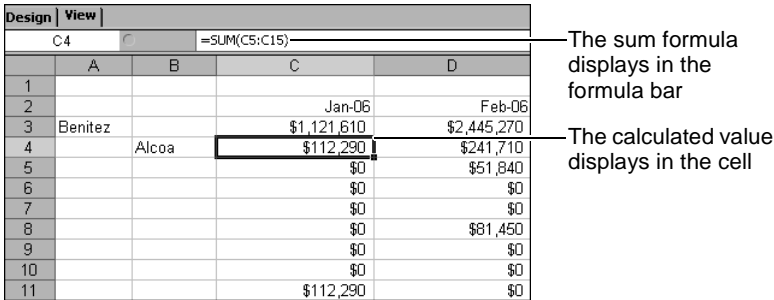 Design View
C4 =SUM(C5:C15)
The sum formula
displays in the
formula bar
A B C D
1
2 Jan-06 Feb-06
3 Benitez $1,121,610 $2,445,270
The calculated value
displays in the cell
4 Alcoa $112,290 $241,710
5 $0 $51,840
6 $0 $0
7 $0 $0
8 $0 $81,450
9 $0 $0
10 $0 $0
11 $112,290 $0